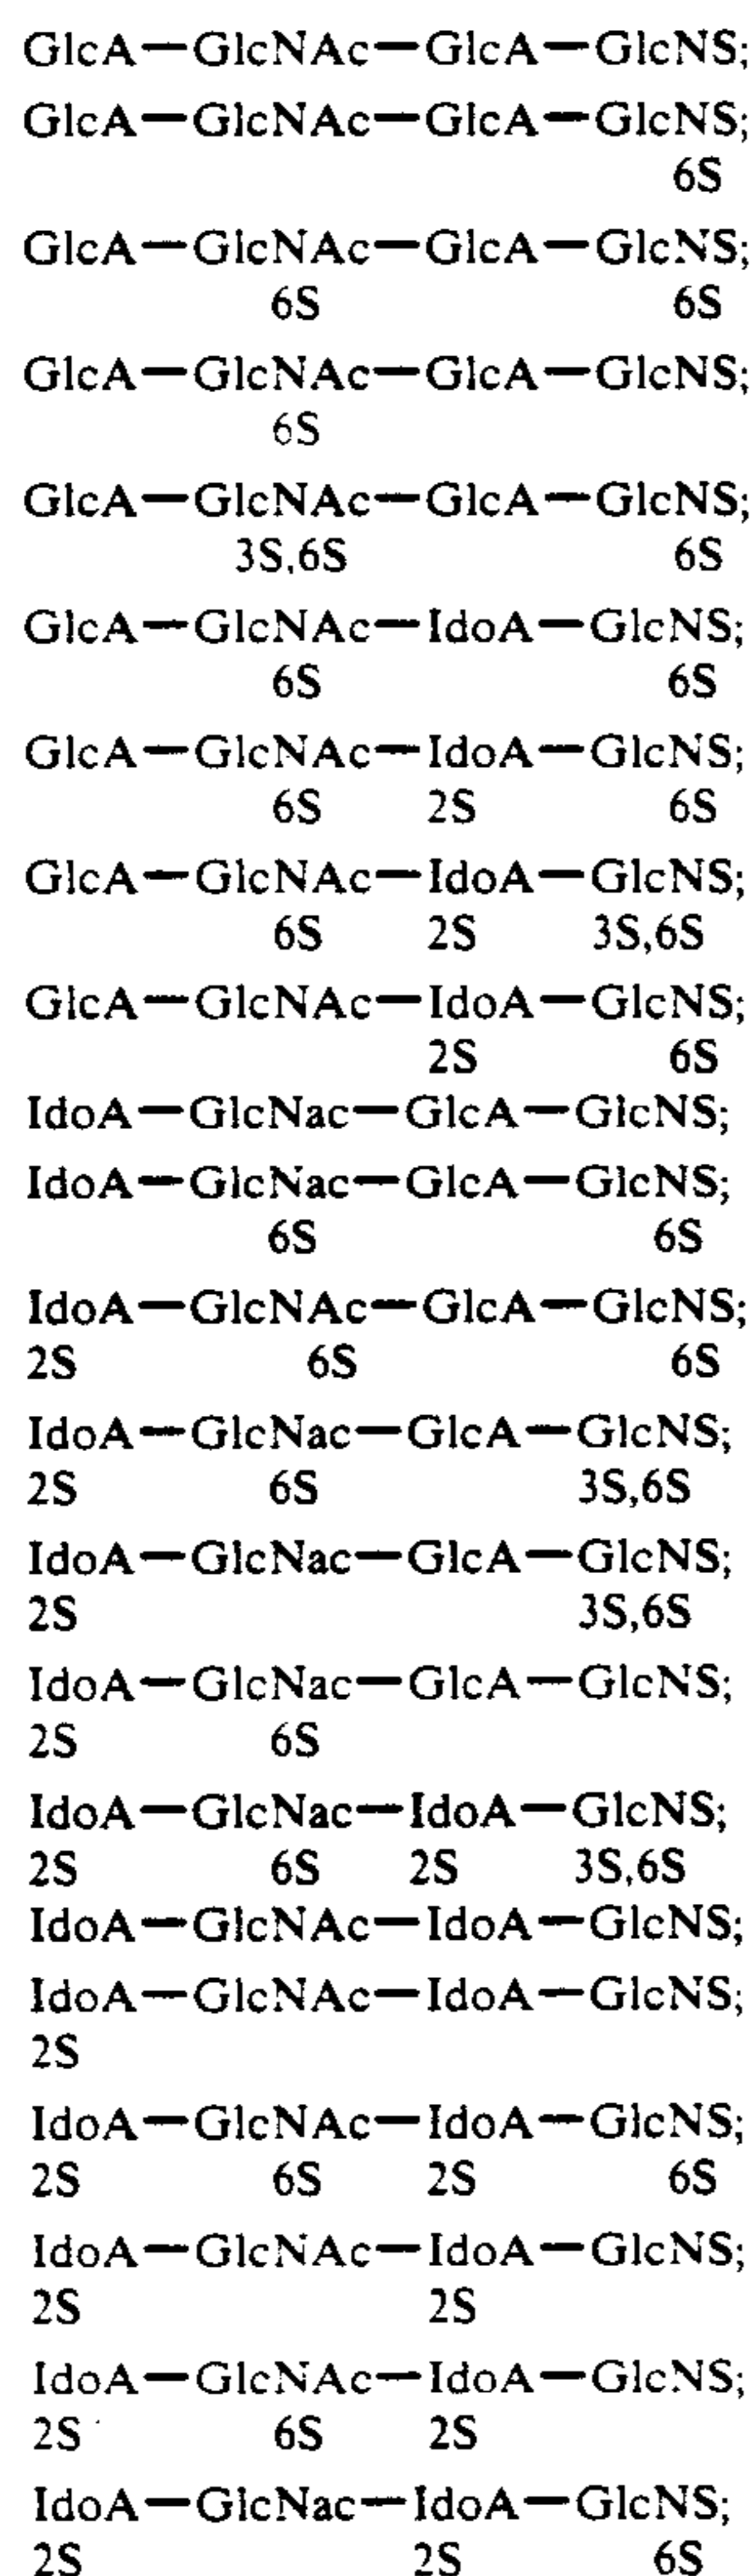 GlcA—GlcNAc—GlcA—GlcNS;
GlcA—GlcNAc—GlcA—GlcNS;
6S
GlcA—GlcNAc—GlcA—GlcNS;
6S 6S
GlcA—GlcNAc—GlcA—GlcNS;
6S
GlcA—GlcNAc—GlcA—GlcNS;
3S,6S 6S
GlcA—GlcNAc—IdoA—GlcNS;
6S 6S
GlcA—GlcNAc—IdoA—GlcNS;
6S 2S 6S
GlcA—GlcNAc—IdoA—GlcNS;
6S 2S 3S,6S
GlcA—GlcNAc—IdoA—GlcNS;
2S 6S
IdoA—GlcNac—GlcA—GlcNS;
IdoA—GlcNac—GlcA—GlcNS;
6S 6S
IdoA—GlcNAc—GlcA—GlcNS;
2S 6S 6S
IdoA—GlcNac—GlcA—GlcNS;
2S 6S 3S,6S
IdoA—GlcNac—GlcA—GlcNS;
2S 3S,6S
IdoA—GlcNac—GlcA—GlcNS;
2S 6S
IdoA—GlcNac—IdoA—GlcNS;
2S 6S 2S 3S,6S
IdoA—GlcNAc—IdoA—GlcNS;
IdoA—GlcNAc—IdoA—GlcNS;
2S
IdoA—GlcNAc—IdoA—GlcNS;
2S 6S 2S 6S
IdoA—GlcNAc—IdoA—GlcNS;
2S 2S
IdoA—GlcNAc—IdoA—GlcNS;
2S 6S 2S
IdoA—GlcNac—IdoA—GlcNS;
2S 2S 6S